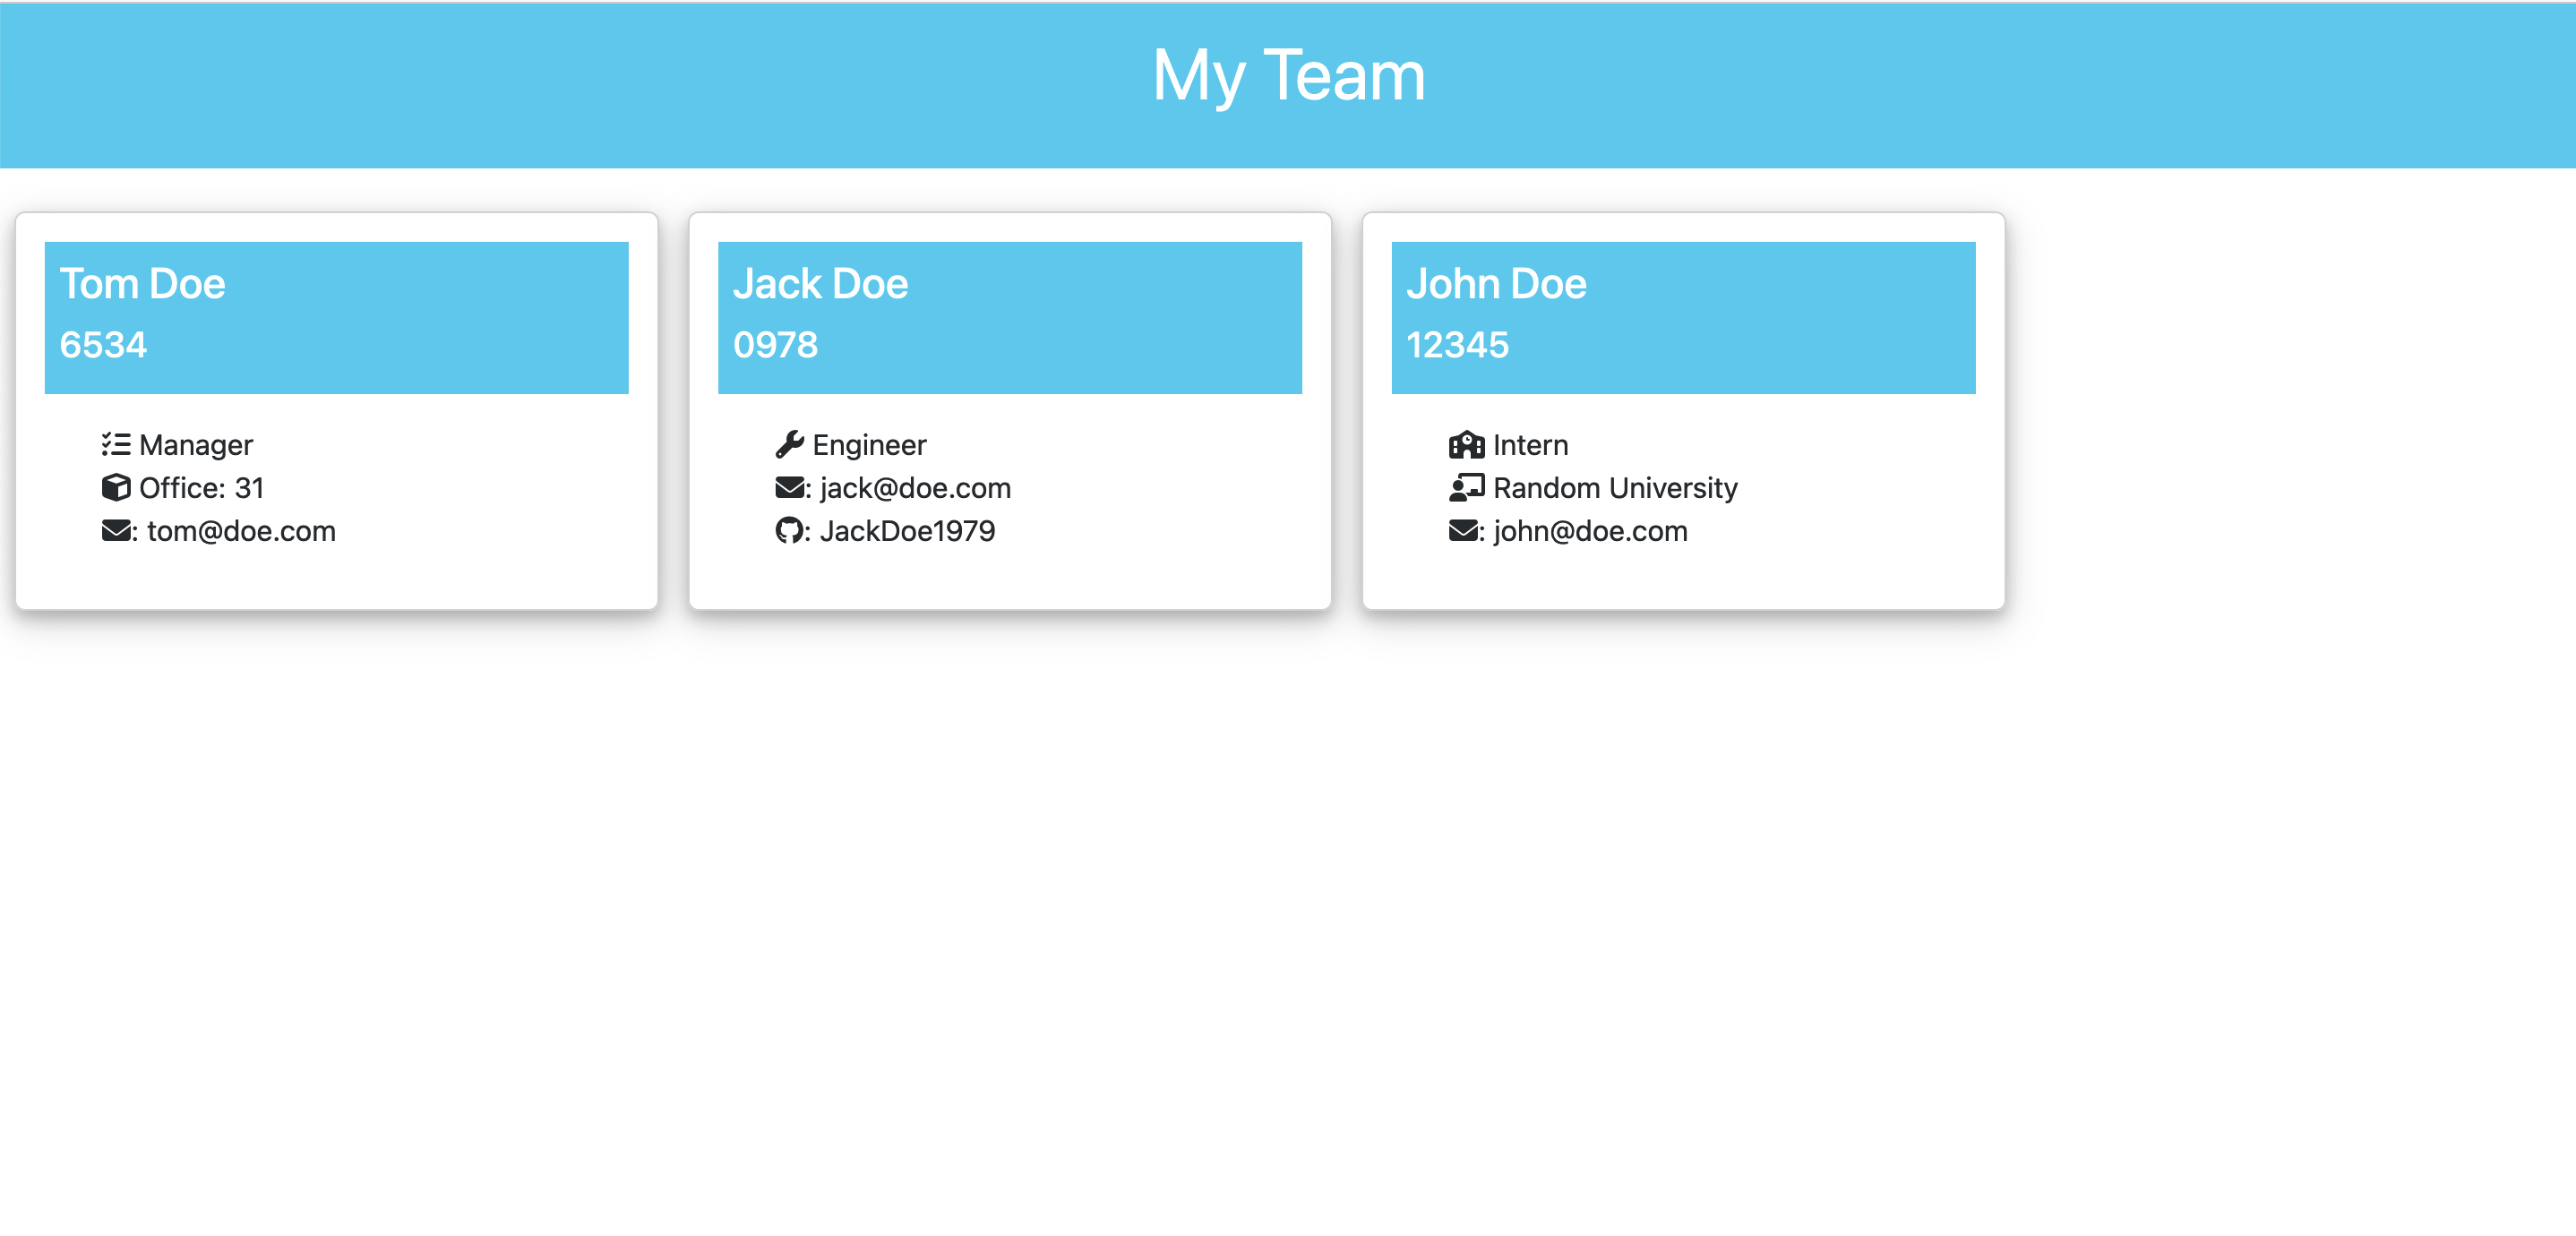 My Team
Tom Doe
6534
Manager
Office: 31
: tom@doe.com
Jack Doe
0978
Engineer
: jack@doe.com
: JackDoe1979
John Doe
12345
Intern
Random University
: john@doe.com